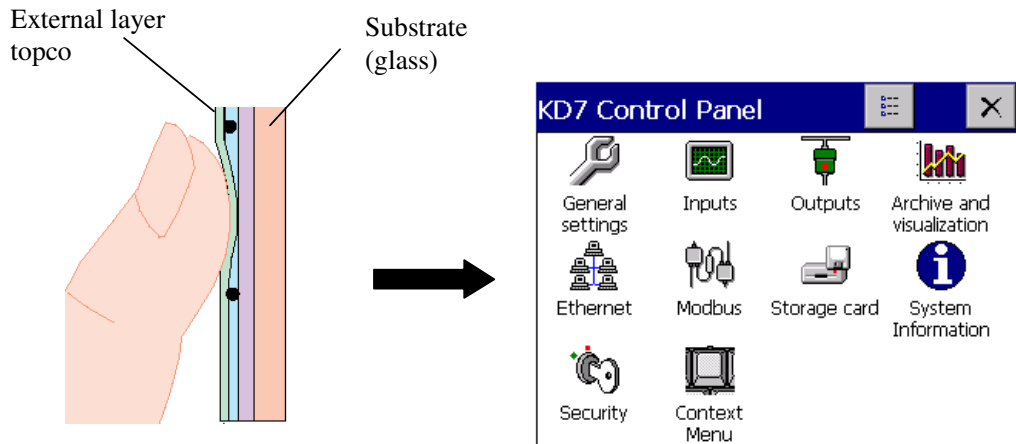 External layer
topco
Substrate
(glass)
KD7 Control Panel
General
settings
Inputs
Outputs
Archive and
visualization
Ethernet
Modbus
Storage card
System
Information
Security
Context
Menu